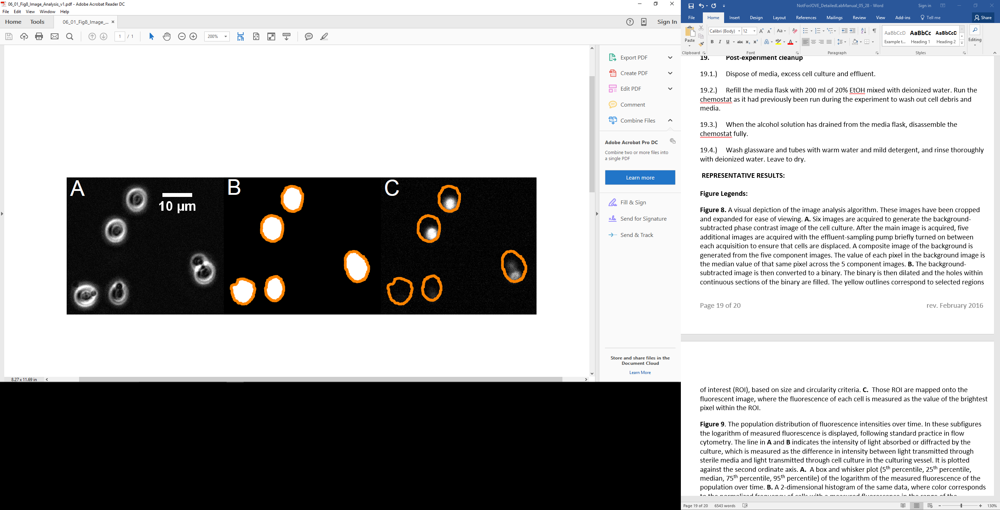 06_01_Fig8_Image_Analysis_v1.pdf - Adobe Acrobat Reader DC
File Edit View Window Help
Home Tools 06_01_Fig8_Image_... × Sign In
1 / 1 200%
A 10 µm B C
Export PDF
Create PDF
Edit PDF
Comment
Combine Files
Adobe Acrobat Pro DC
Combine two or more files into
a single PDF
Learn more
Fill & Sign
Send for Signature
Send & Track
Store and share files in the
Document Cloud
Learn More
8.27 x 11.69 in
NotForJOVE_DetailedLabManual_05_28 - Word Sign in
File Home Insert Design Layout References Mailings Review View Add-ins Tell me Share
Paste
Calibri (Body) 12
AaBbCcD AaBbCc AaBbCcD
Example t... Heading 1 Heading 2
Editing
Clipboard Font Paragraph Styles
19. Post-experiment cleanup
19.1.) Dispose of media, excess cell culture and effluent.
19.2.) Refill the media flask with 200 ml of 20% EtOH mixed with deionized water. Run the
chemostat as it had previously been run during the experiment to wash out cell debris and
media.
19.3.) When the alcohol solution has drained from the media flask, disassemble the
chemostat fully.
19.4.) Wash glassware and tubes with warm water and mild detergent, and rinse thoroughly
with deionized water. Leave to dry.
REPRESENTATIVE RESULTS:
Figure Legends:
Figure 8. A visual depiction of the image analysis algorithm. These images have been cropped
and expanded for ease of viewing. A. Six images are acquired to generate the background-
subtracted phase contrast image of the cell culture. After the main image is acquired, five
additional images are acquired with the effluent-sampling pump briefly turned on between
each acquisition to ensure that cells are displaced. A composite image of the background is
generated from the five component images. The value of each pixel in the background image is
the median value of that same pixel across the 5 component images. B. The background-
subtracted image is then converted to a binary. The binary is then dilated and the holes within
continuous sections of the binary are filled. The yellow outlines correspond to selected regions
Page 19 of 20 rev. February 2016
of interest (ROI), based on size and circularity criteria. C. Those ROI are mapped onto the
fluorescent image, where the fluorescence of each cell is measured as the value of the brightest
pixel within the ROI.
Figure 9. The population distribution of fluorescence intensities over time. In these subfigures
the logarithm of measured fluorescence is displayed, following standard practice in flow
cytometry. The line in A and B indicates the intensity of light absorbed or diffracted by the
culture, which is measured as the difference in intensity between light transmitted through
sterile media and light transmitted through cell culture in the culturing vessel. It is plotted
against the second ordinate axis. A. A box and whisker plot (5th percentile, 25th percentile,
median, 75th percentile, 95th percentile) of the logarithm of the measured fluorescence of the
population over time. B. A 2-dimensional histogram of the same data, where color corresponds
Page 19 of 20 6543 words 130%